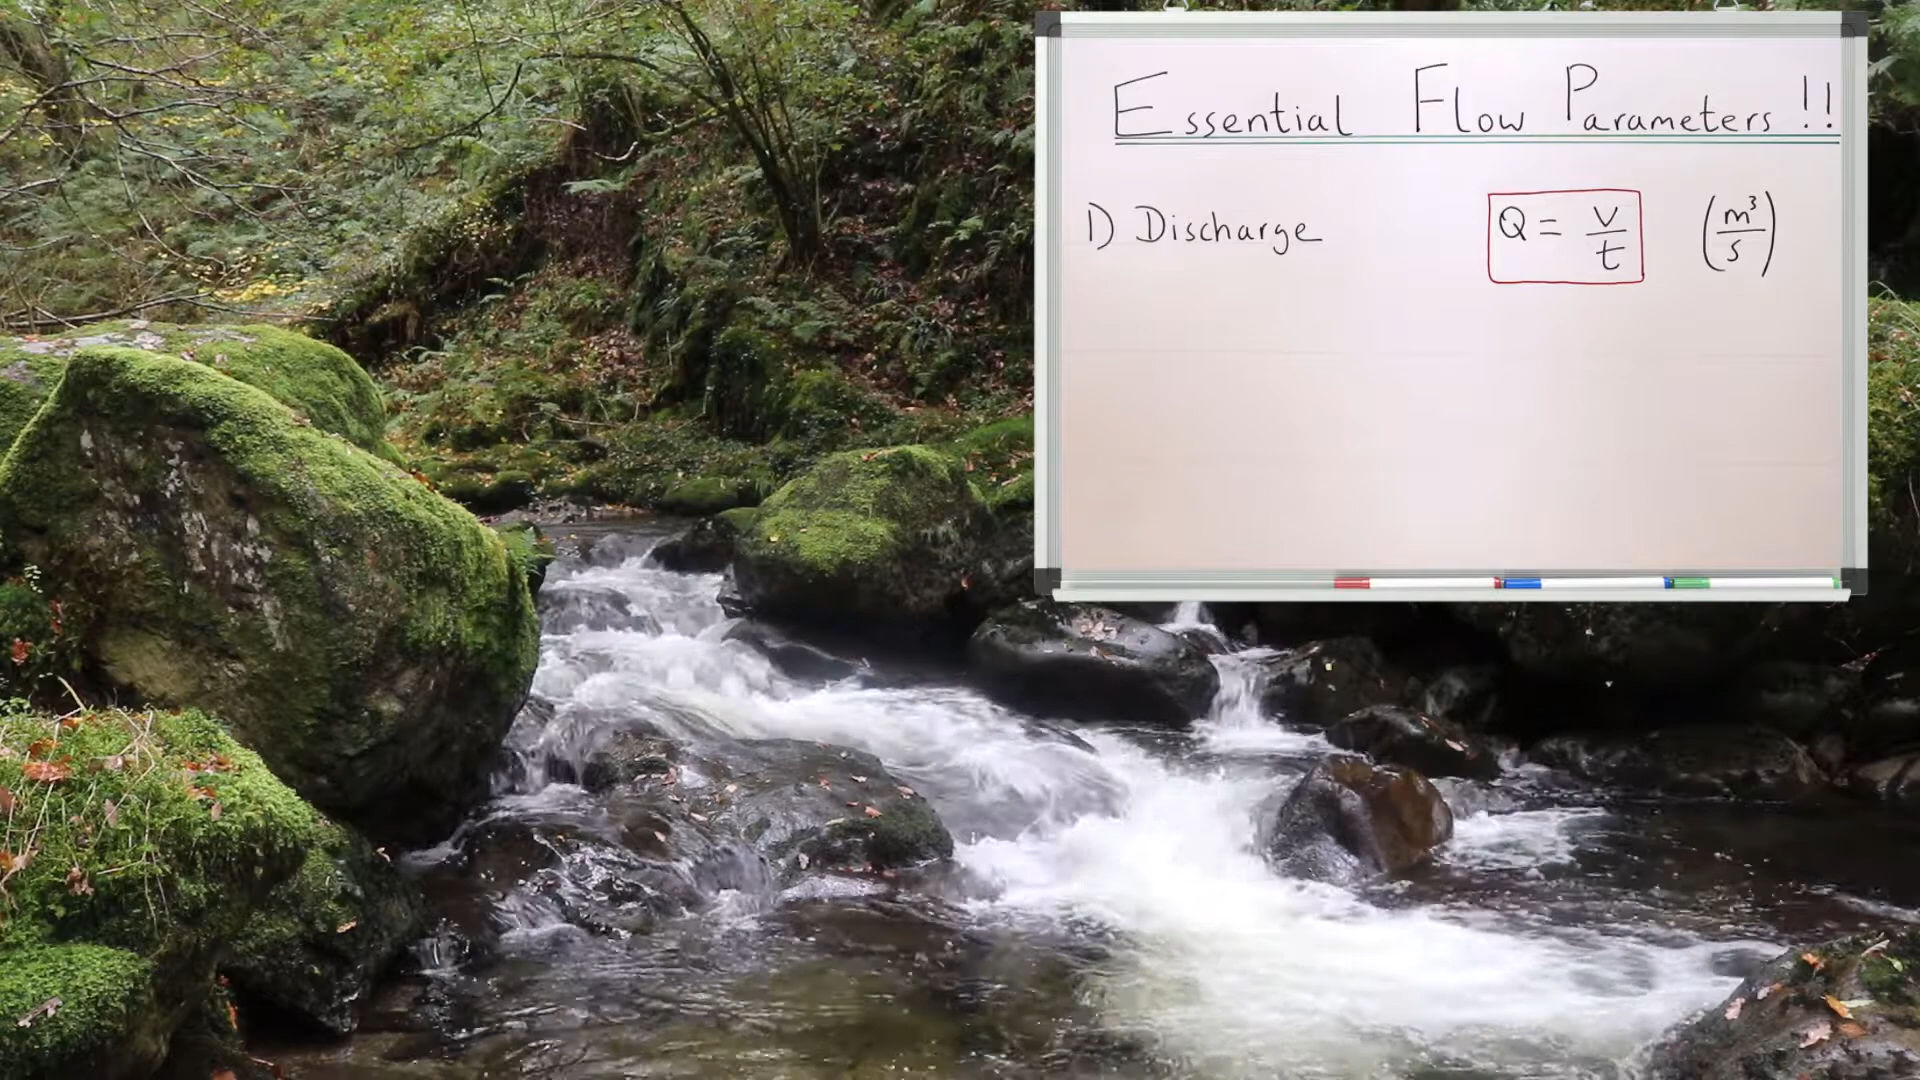 Essential Flow Parameters !!
1) Discharge Q = v/t (m³/s)